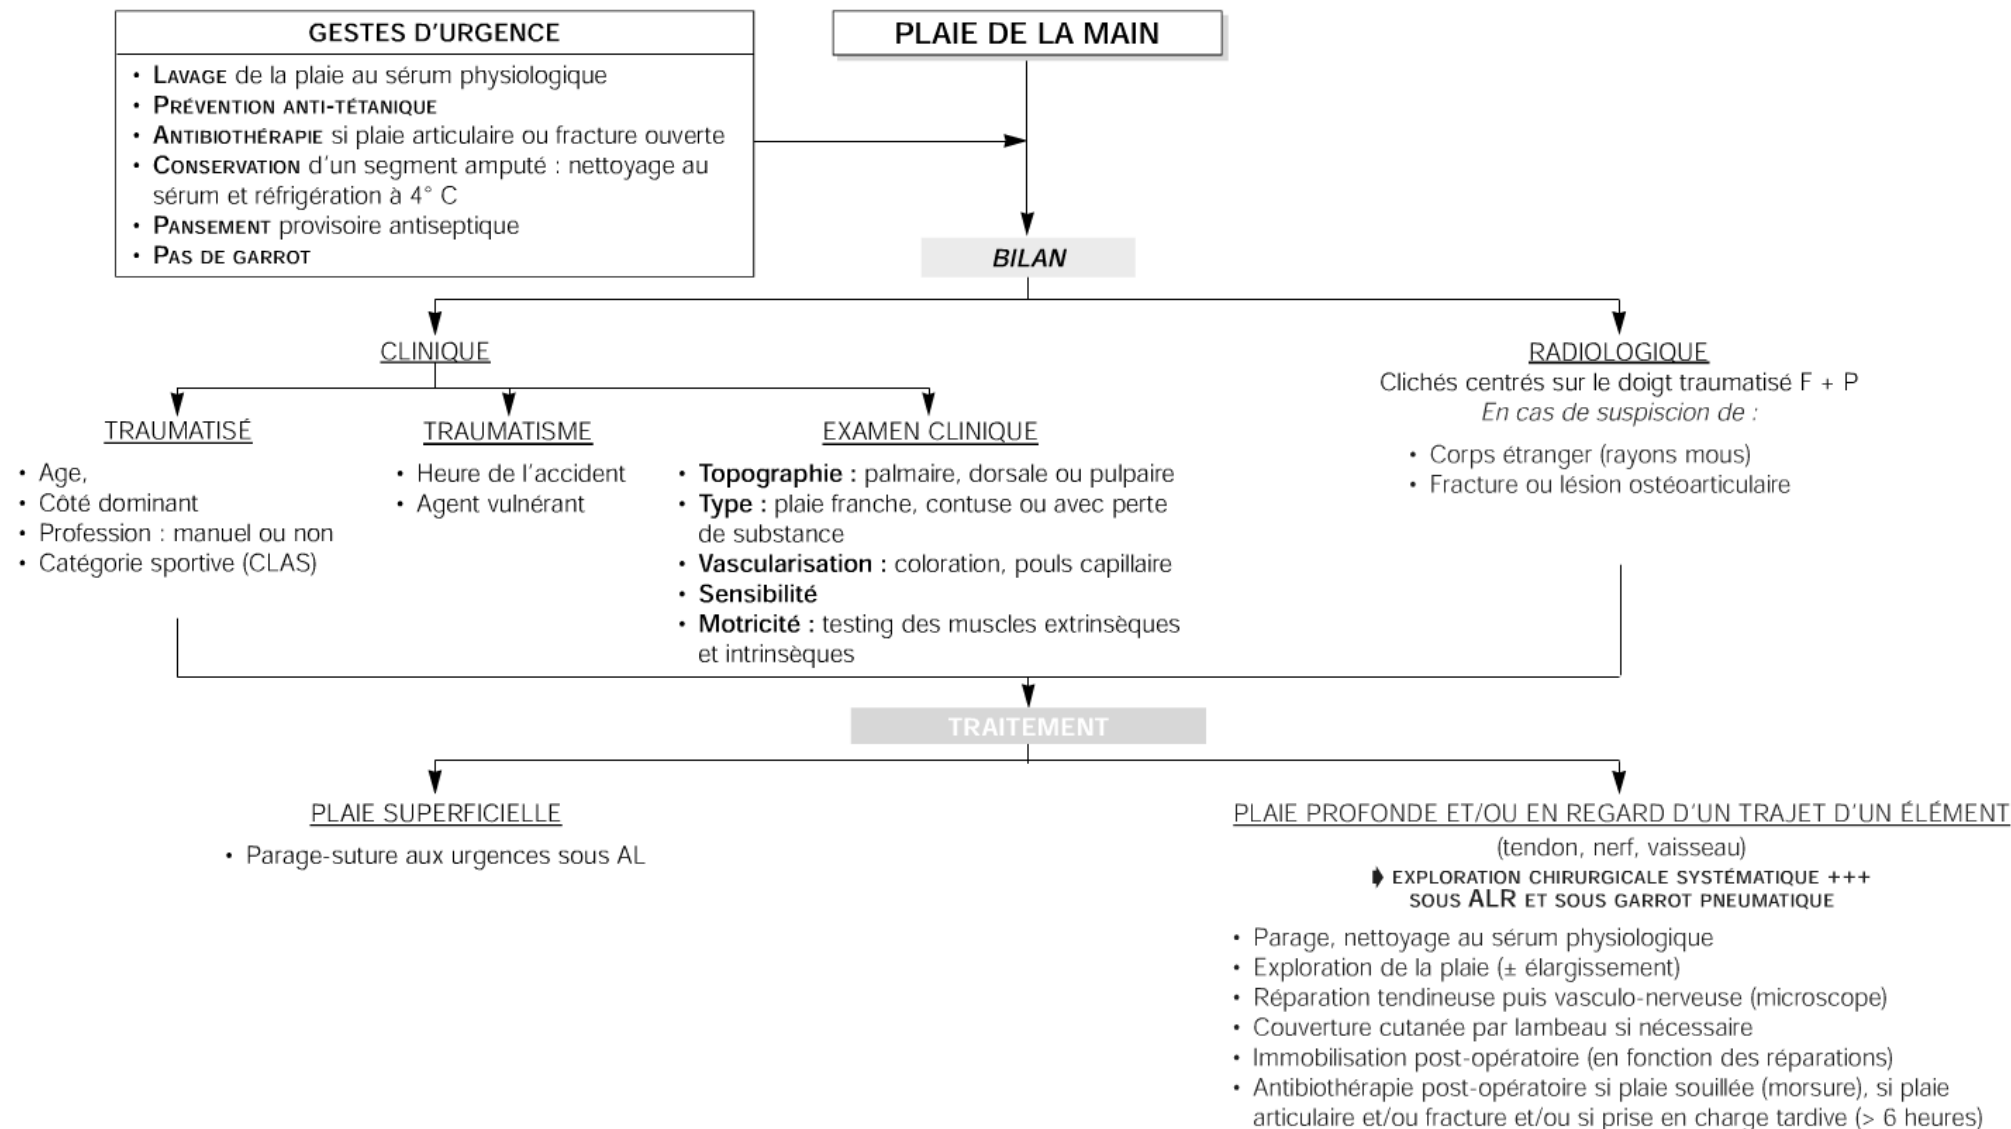 GESTES D'URGENCE
• LAVAGE de la plaie au sérum physiologique
• PRÉVENTION ANTI-TÉTANIQUE
• ANTIBIOTHÉRAPIE si plaie articulaire ou fracture ouverte
• CONSERVATION d'un segment amputé : nettoyage au
sérum et réfrigération à 4° C
• PANSEMENT provisoire antiseptique
• PAS DE GARROT
PLAIE DE LA MAIN
BILAN
CLINIQUE
TRAUMATISÉ
• Age,
• Côté dominant
• Profession : manuel ou non
• Catégorie sportive (CLAS)
TRAUMATISME
• Heure de l'accident
• Agent vulnérant
EXAMEN CLINIQUE
• Topographie : palmaire, dorsale ou pulpaire
• Type : plaie franche, contuse ou avec perte
de substance
• Vascularisation : coloration, pouls capillaire
• Sensibilité
• Motricité : testing des muscles extrinsèques
et intrinsèques
RADIOLOGIQUE
Clichés centrés sur le doigt traumatisé F + P
En cas de suspiscion de :
• Corps étranger (rayons mous)
• Fracture ou lésion ostéoarticulaire
TRAITEMENT
PLAIE SUPERFICIELLE
• Parage-suture aux urgences sous AL
PLAIE PROFONDE ET/OU EN REGARD D'UN TRAJET D'UN ÉLÉMENT
(tendon, nerf, vaisseau)
➧ EXPLORATION CHIRURGICALE SYSTÉMATIQUE +++
SOUS ALR ET SOUS GARROT PNEUMATIQUE
• Parage, nettoyage au sérum physiologique
• Exploration de la plaie (± élargissement)
• Réparation tendineuse puis vasculo-nerveuse (microscope)
• Couverture cutanée par lambeau si nécessaire
• Immobilisation post-opératoire (en fonction des réparations)
• Antibiothérapie post-opératoire si plaie souillée (morsure), si plaie
articulaire et/ou fracture et/ou si prise en charge tardive (> 6 heures)